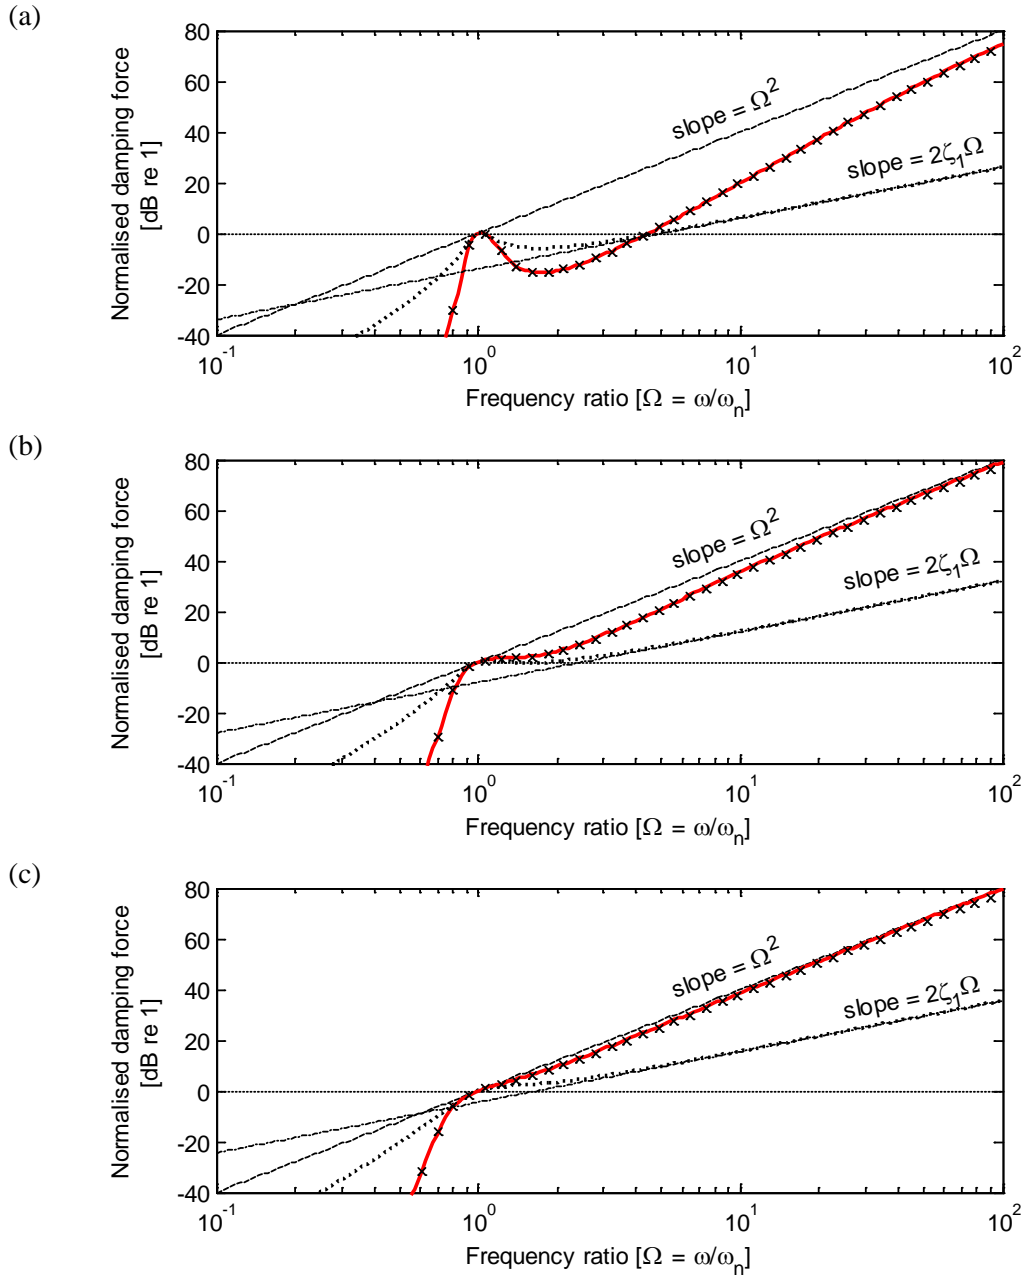 (a)
Normalised damping force
[dB re 1]
80
60
40
20
0
-20
-40
slope = Ω²
slope = 2ζ₁Ω
10⁻¹
10⁰
10¹
10²
Frequency ratio [Ω = ω/ωₙ]
(b)
Normalised damping force
[dB re 1]
80
60
40
20
0
-20
-40
slope = Ω²
slope = 2ζ₁Ω
10⁻¹
10⁰
10¹
10²
Frequency ratio [Ω = ω/ωₙ]
(c)
Normalised damping force
[dB re 1]
80
60
40
20
0
-20
-40
slope = Ω²
slope = 2ζ₁Ω
10⁻¹
10⁰
10¹
10²
Frequency ratio [Ω = ω/ωₙ]